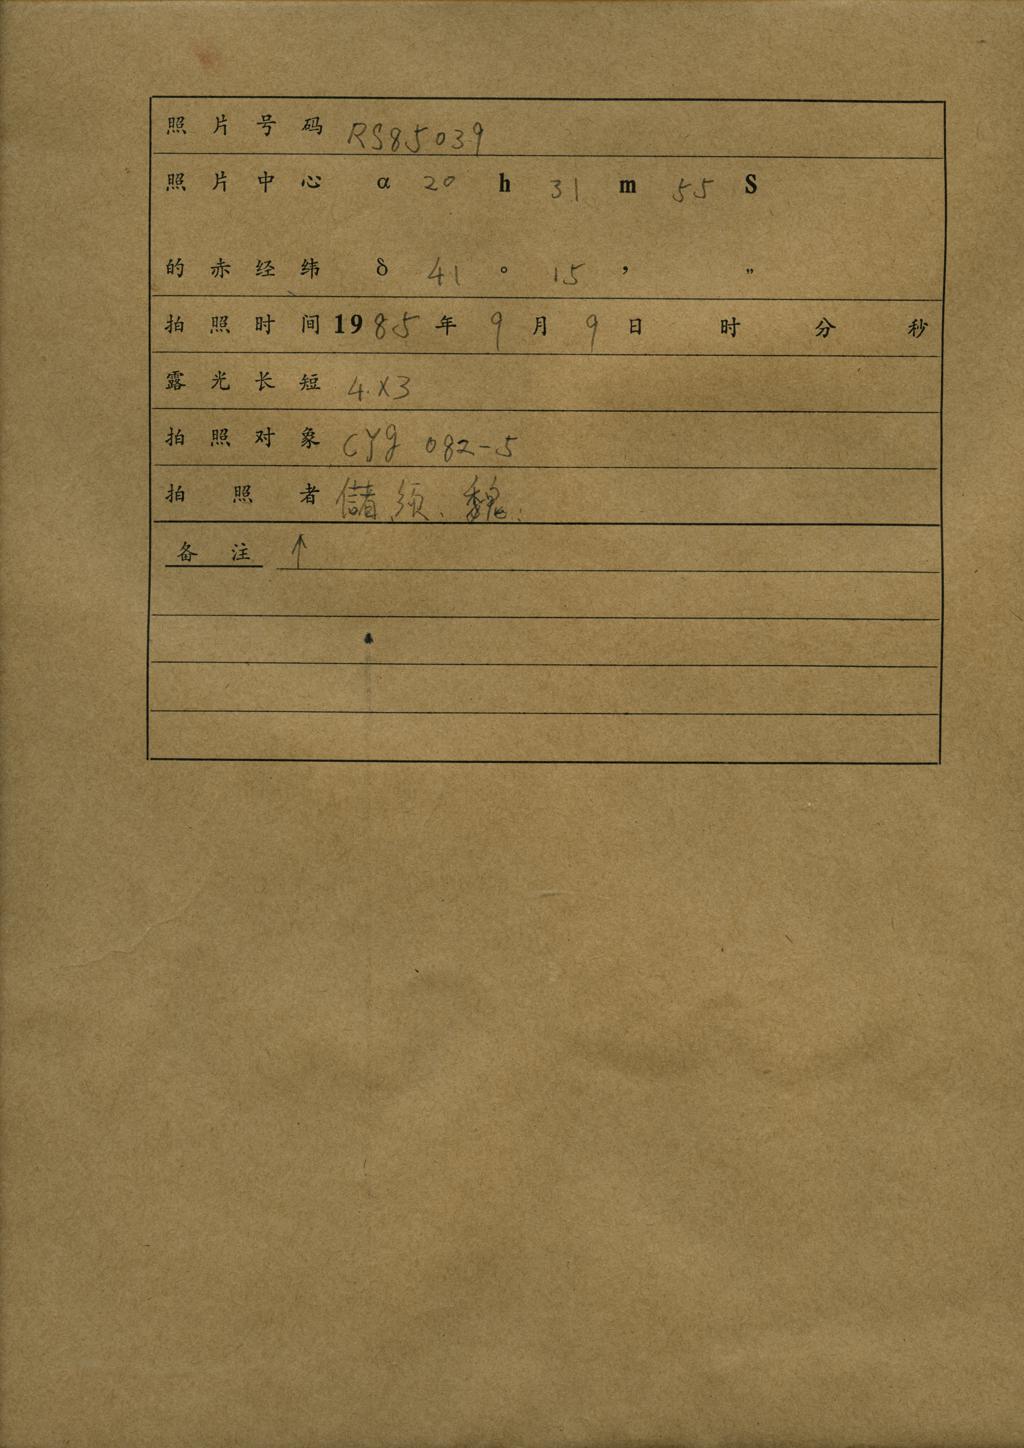 照片号码 RS85039
照片中心 α 20 h 31 m 55 S
的赤经纬 δ 41 ° 15 ′ ″
拍照时间 1985年9月9日 时 分 秒
露光长短 4×3
拍照对象 CYg 082-5
拍照者 储、须、魏.
备注 ↑